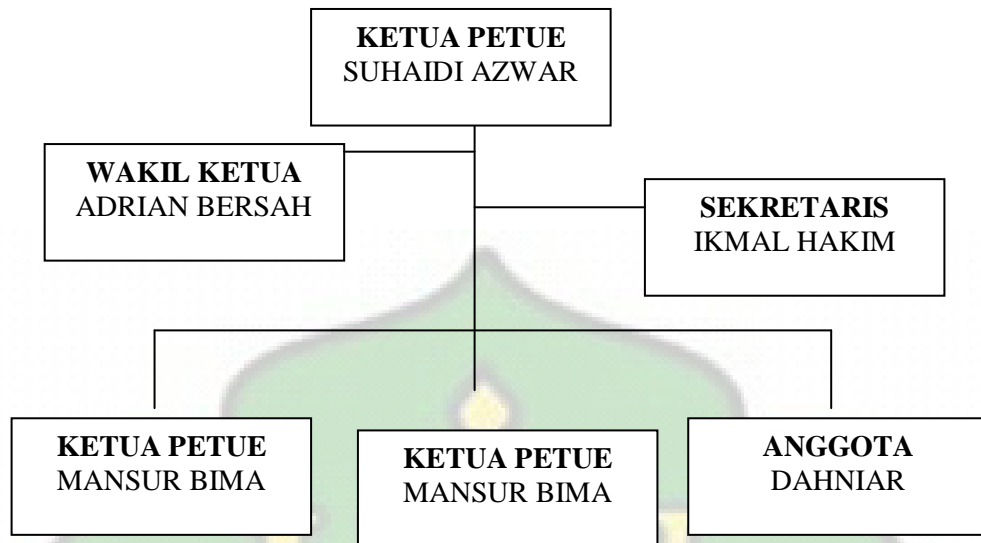 KETUA PETUE
SUHAIDI AZWAR
WAKIL KETUA
ADRIAN BERSAH
SEKRETARIS
IKMAL HAKIM
KETUA PETUE
MANSUR BIMA
KETUA PETUE
MANSUR BIMA
ANGGOTA
DAHNIAR